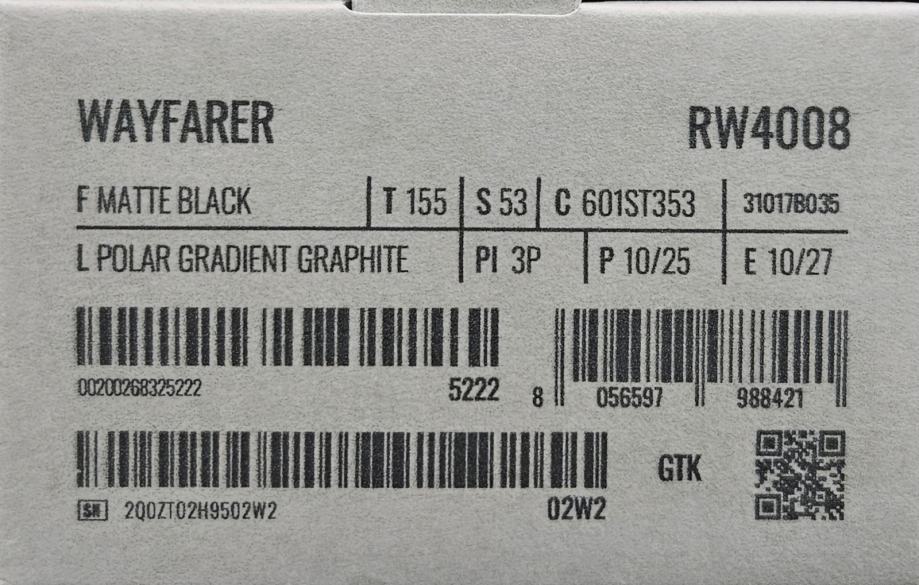 WAYFARER RW4008
F MATTE BLACK T 155 S 53 C 601ST353 31017B035
L POLAR GRADIENT GRAPHITE PI 3P P 10/25 E 10/27
00200268325222 5222 8 056597 988421
GTK
SN 2Q0ZT02H9502W2 02W2